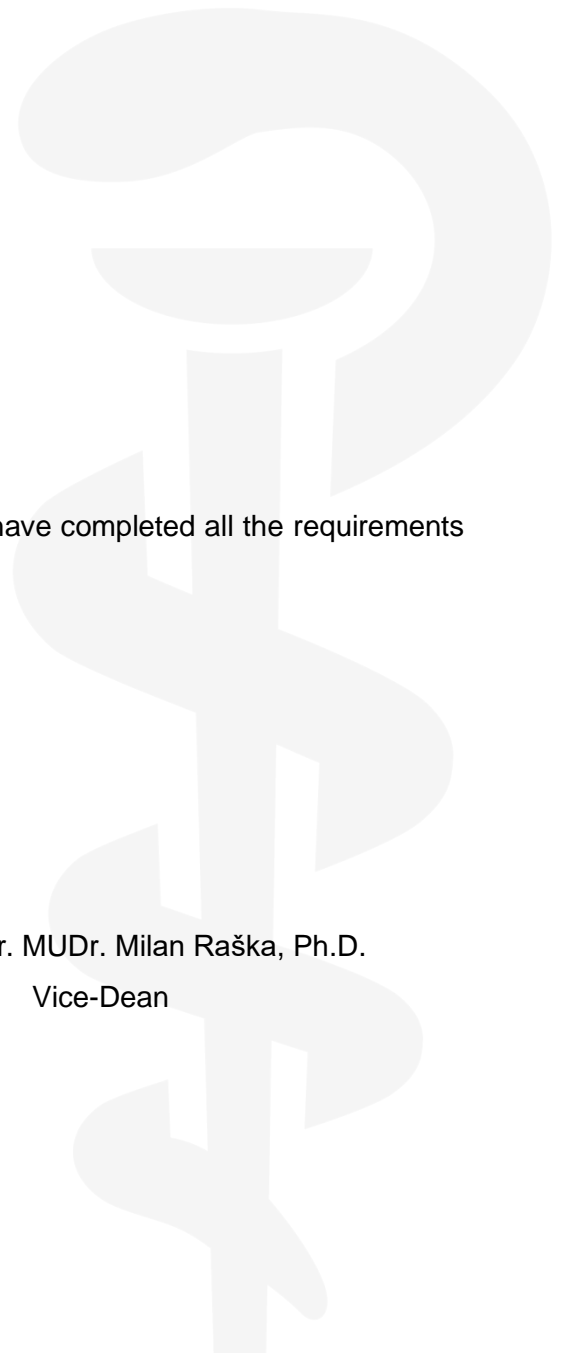 have completed all the requirements
r. MUDr. Milan Raška, Ph.D.
Vice-Dean